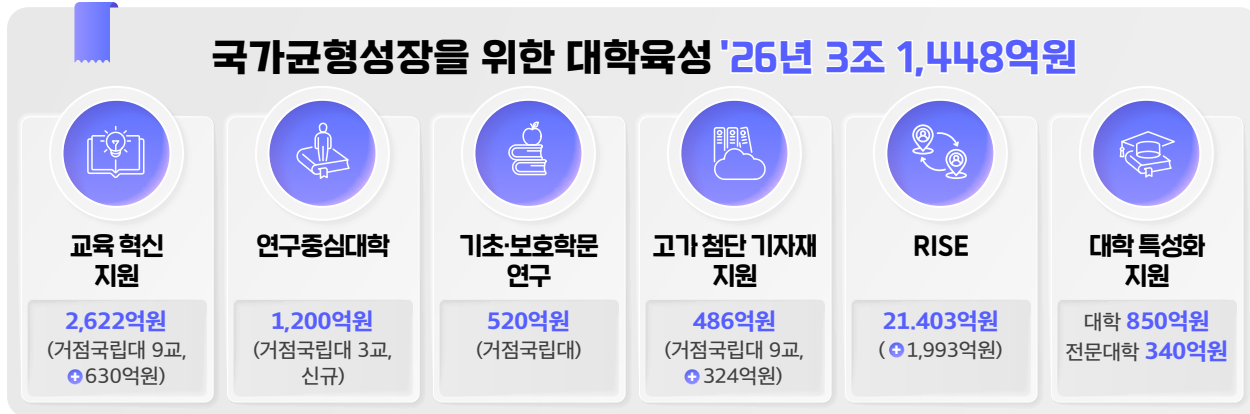 국가균형성장을 위한 대학육성 '26년 3조 1,448억원
교육 혁신
지원
2,622억원
(거점국립대 9교,
+630억원)
연구중심대학
1,200억원
(거점국립대 3교,
신규)
기초·보호학문
연구
520억원
(거점국립대)
고가 첨단 기자재
지원
486억원
(거점국립대 9교,
+324억원)
RISE
21.403억원
( +1,993억원)
대학 특성화
지원
대학 850억원
전문대학 340억원